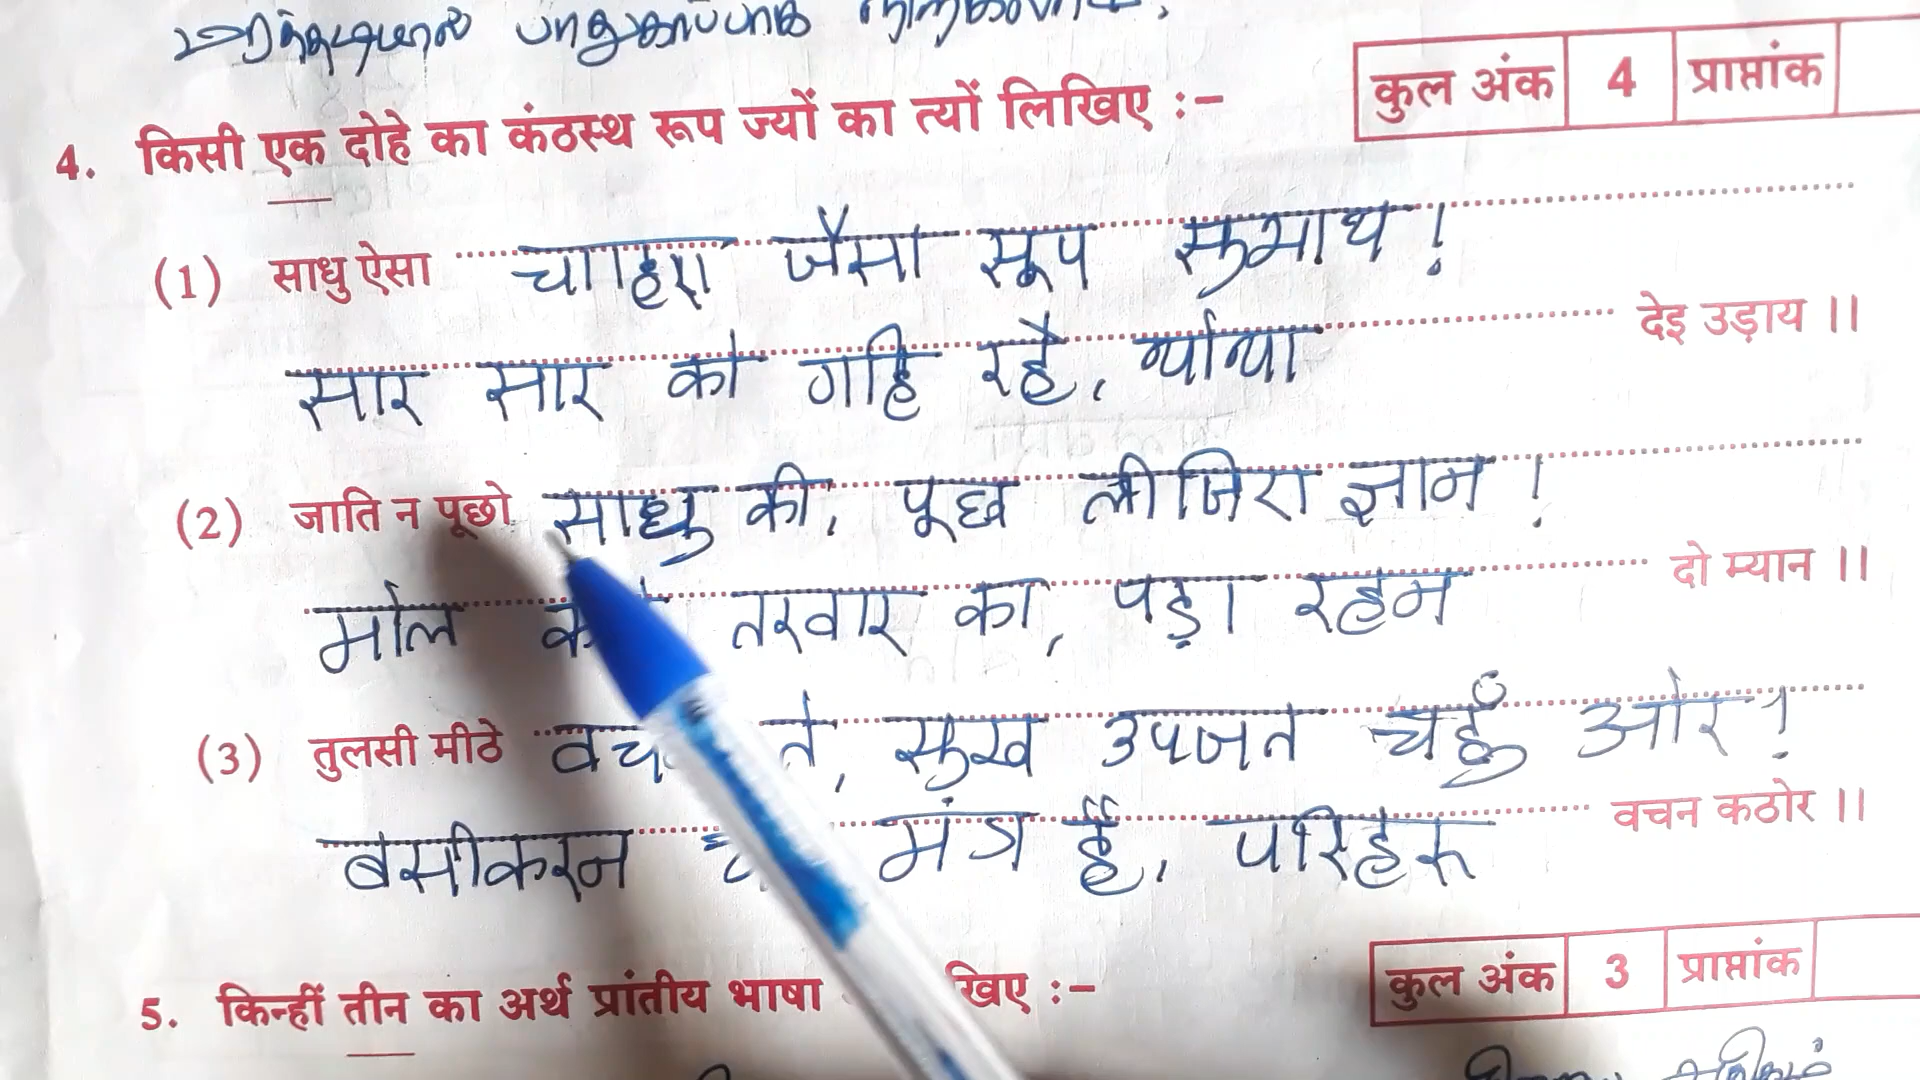 பாதுகாப்பாக
4. किसी एक दोहे का कंठस्थ रूप ज्यों का त्यों लिखिए :- कुल अंक 4 प्राप्तांक
(1) साधु ऐसा चाहिए जैसा सूप सुभाय !
सार सार को गहि रहै, थोथा देइ उड़ाय ।।
(2) जाति न पूछो साधु की, पूछ लीजिए ज्ञान !
मोल तरवार का, पड़ा रहन दो म्यान ।।
(3) तुलसी मीठे ते, सुख उपजत चहुँ ओर !
बसीकरन मंत्र है, परिहरू वचन कठोर ।।
5. किन्हीं तीन का अर्थ प्रांतीय भाषा :- कुल अंक 3 प्राप्तांक